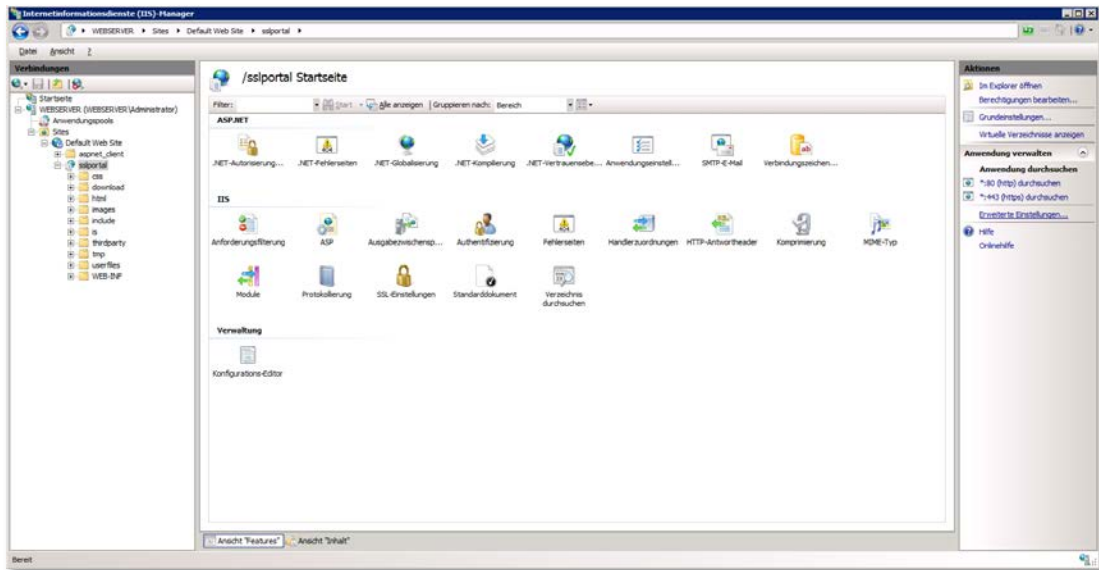 Internetinformationsdienste (IIS)-Manager
WEBSERVER Sites Default Web Site sslportal
Datei Ansicht ?
Verbindungen
Startseite
WEBSERVER (WEBSERVER\Administrator)
Anwendungspools
Sites
Default Web Site
aspnet_client
sslportal
css
download
html
images
include
is
thirdparty
tmp
userfiles
WEB-INF
/sslportal Startseite
Filter: Start Alle anzeigen Gruppieren nach: Bereich
ASP.NET
.NET-Autorisierung... .NET-Fehlerseiten .NET-Globalisierung .NET-Kompilierung .NET-Vertrauensebe... Anwendungseinstell... SMTP-E-Mail Verbindungszeichen...
IIS
Anforderungsfilterung ASP Ausgabezwischensp... Authentifizierung Fehlerseiten Handlerzuordnungen HTTP-Antwortheader Komprimierung MIME-Typ
Module Protokollierung SSL-Einstellungen Standarddokument Verzeichnis
durchsuchen
Verwaltung
Konfigurations-Editor
Ansicht "Features" Ansicht "Inhalt"
Aktionen
Im Explorer öffnen
Berechtigungen bearbeiten...
Grundeinstellungen...
Virtuelle Verzeichnisse anzeigen
Anwendung verwalten
Anwendung durchsuchen
*:80 (http) durchsuchen
*:443 (https) durchsuchen
Erweiterte Einstellungen...
Hilfe
Onlinehilfe
Bereit